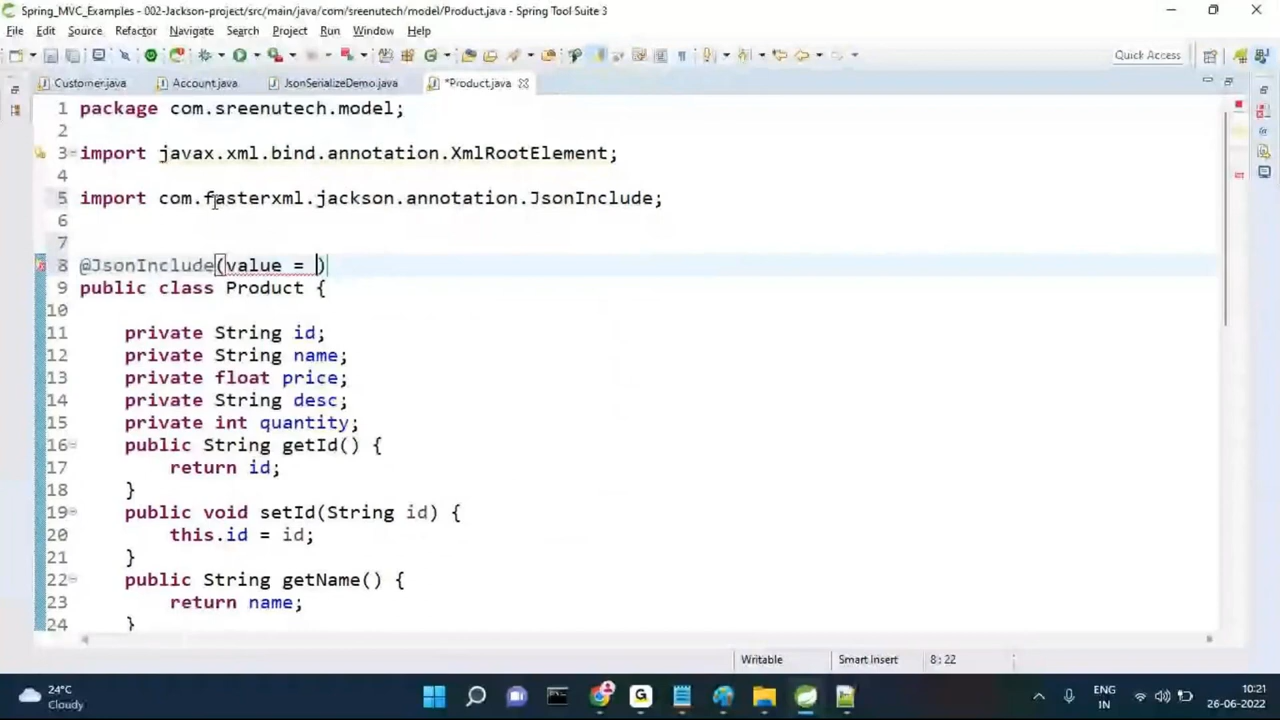 Spring_MVC_Examples - 002-Jackson-project/src/main/java/com/sreenutech/model/Product.java - Spring Tool Suite 3
File Edit Source Refactor Navigate Search Project Run Window Help
Quick Access
Customer.java Account.java JsonSerializeDemo.java *Product.java
1 package com.sreenutech.model;
2
3 import javax.xml.bind.annotation.XmlRootElement;
4
5 import com.fasterxml.jackson.annotation.JsonInclude;
6
7
8 @JsonInclude(value = )
9 public class Product {
10
11 private String id;
12 private String name;
13 private float price;
14 private String desc;
15 private int quantity;
16 public String getId() {
17 return id;
18 }
19 public void setId(String id) {
20 this.id = id;
21 }
22 public String getName() {
23 return name;
24 }
Writable Smart Insert 8 : 22
24°C
Cloudy
ENG
IN
10:21
26-06-2022